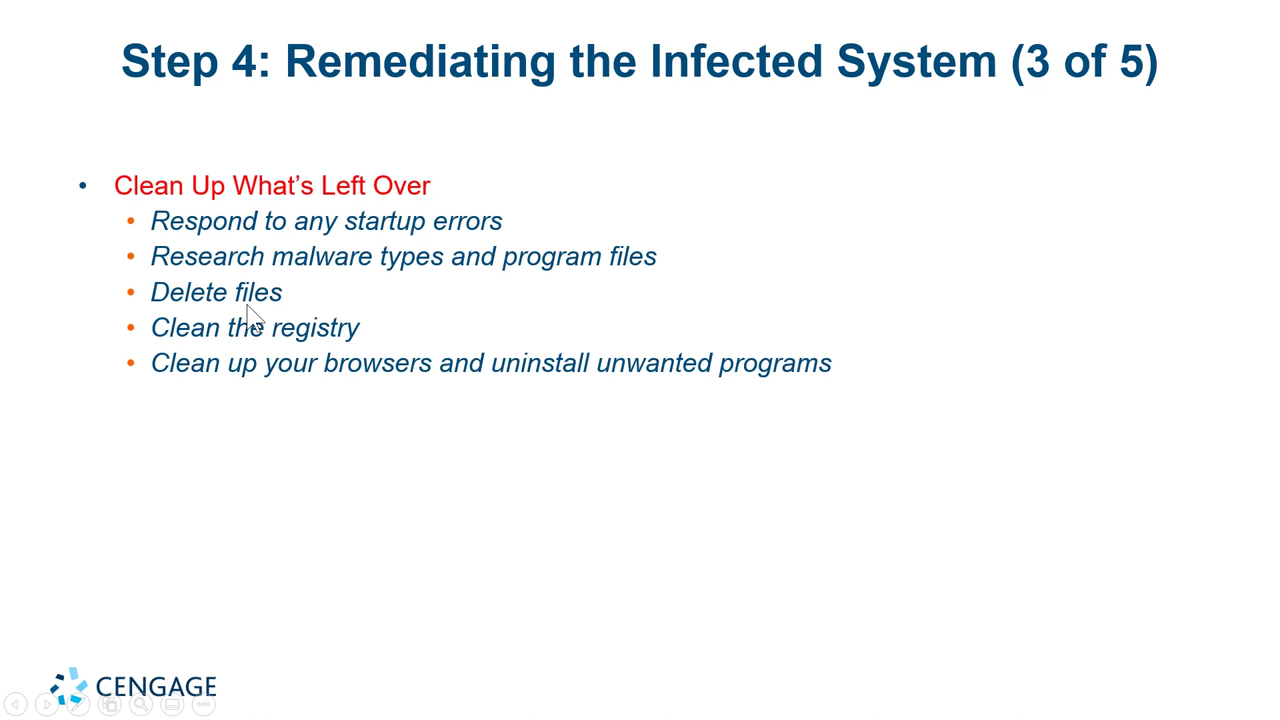 Step 4: Remediating the Infected System (3 of 5)
• Clean Up What’s Left Over
• Respond to any startup errors
• Research malware types and program files
• Delete files
• Clean the registry
• Clean up your browsers and uninstall unwanted programs
CENGAGE